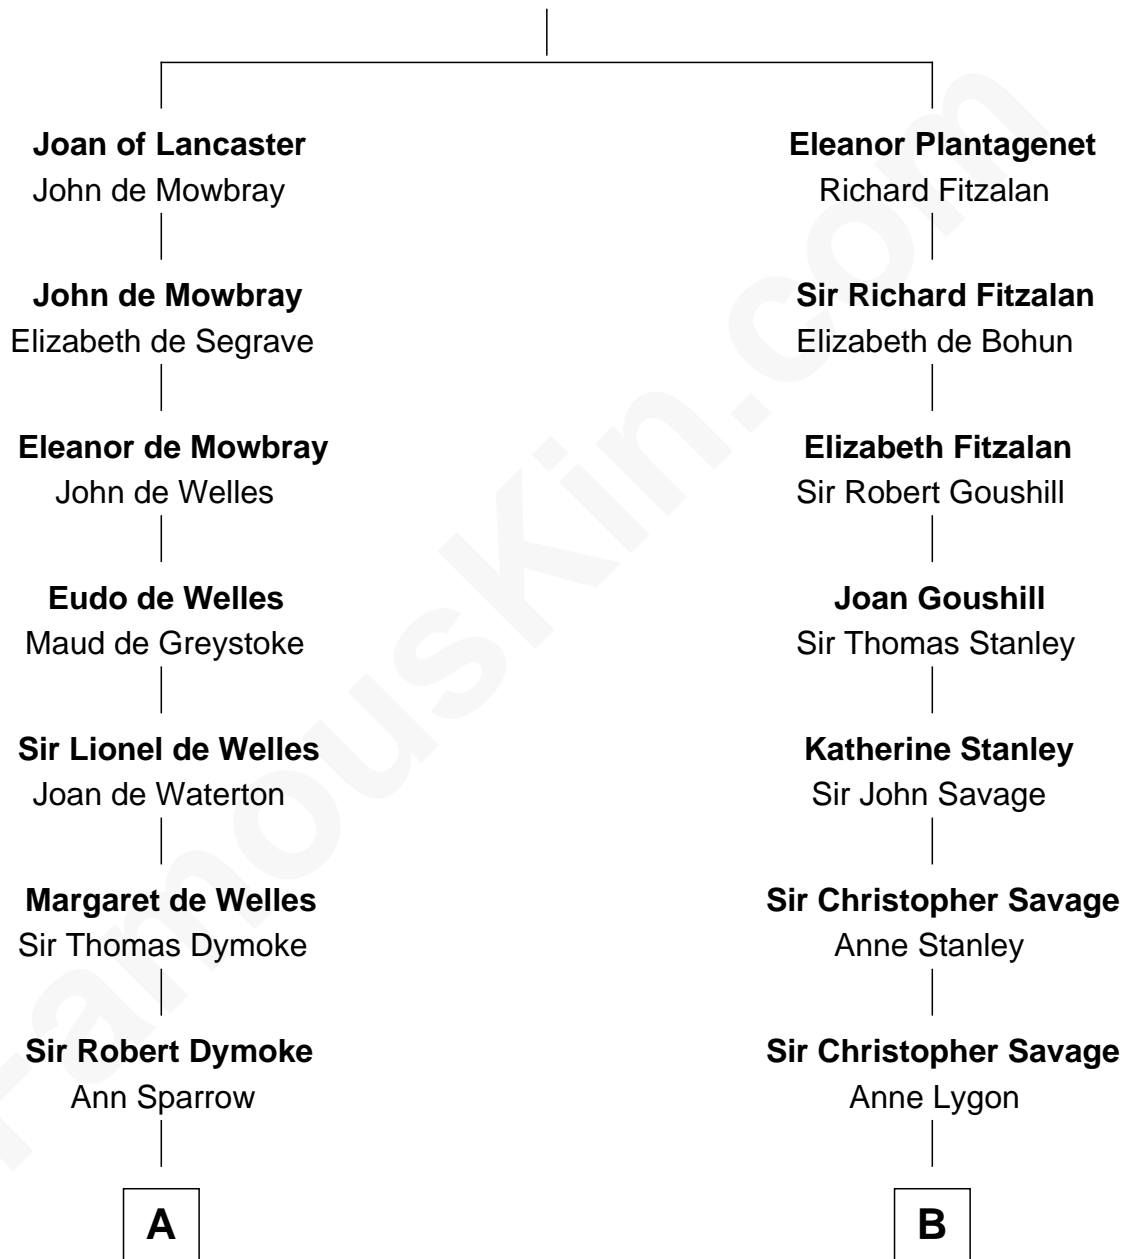 Joan of Lancaster
John de Mowbray
John de Mowbray
Elizabeth de Segrave
Eleanor de Mowbray
John de Welles
Eudo de Welles
Maud de Greystoke
Sir Lionel de Welles
Joan de Waterton
Margaret de Welles
Sir Thomas Dymoke
Sir Robert Dymoke
Ann Sparrow
A
Eleanor Plantagenet
Richard Fitzalan
Sir Richard Fitzalan
Elizabeth de Bohun
Elizabeth Fitzalan
Sir Robert Goushill
Joan Goushill
Sir Thomas Stanley
Katherine Stanley
Sir John Savage
Sir Christopher Savage
Anne Stanley
Sir Christopher Savage
Anne Lygon
B
FamousKin.com